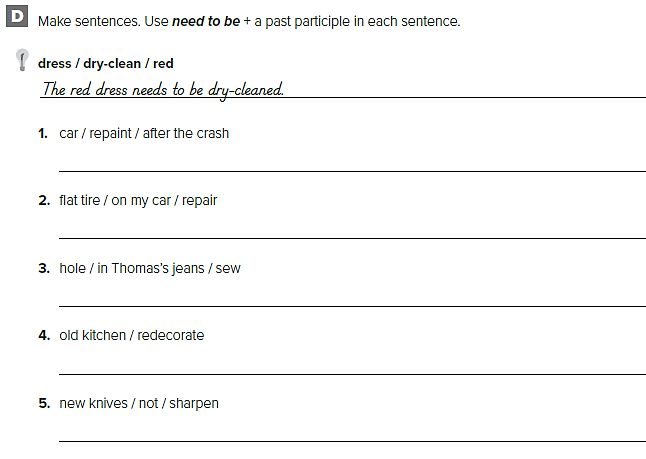 D Make sentences. Use need to be + a past participle in each sentence.
dress / dry-clean / red
The red dress needs to be dry-cleaned.
1. car / repaint / after the crash
2. flat tire / on my car / repair
3. hole / in Thomas's jeans / sew
4. old kitchen / redecorate
5. new knives / not / sharpen